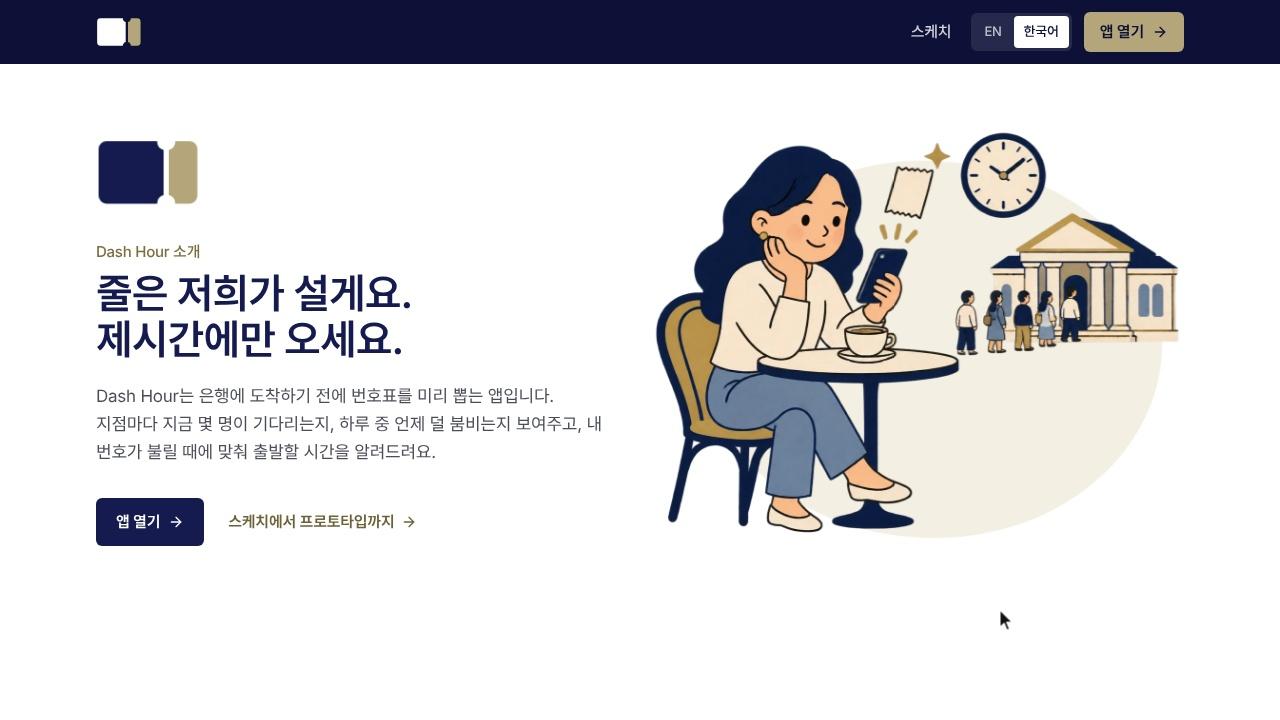 스케치
EN
한국어
앱 열기 →
Dash Hour 소개
줄은 저희가 설게요.
제시간에만 오세요.
Dash Hour는 은행에 도착하기 전에 번호표를 미리 뽑는 앱입니다.
지점마다 지금 몇 명이 기다리는지, 하루 중 언제 덜 붐비는지 보여주고, 내
번호가 불릴 때에 맞춰 출발할 시간을 알려드려요.
앱 열기 →
스케치에서 프로토타입까지 →